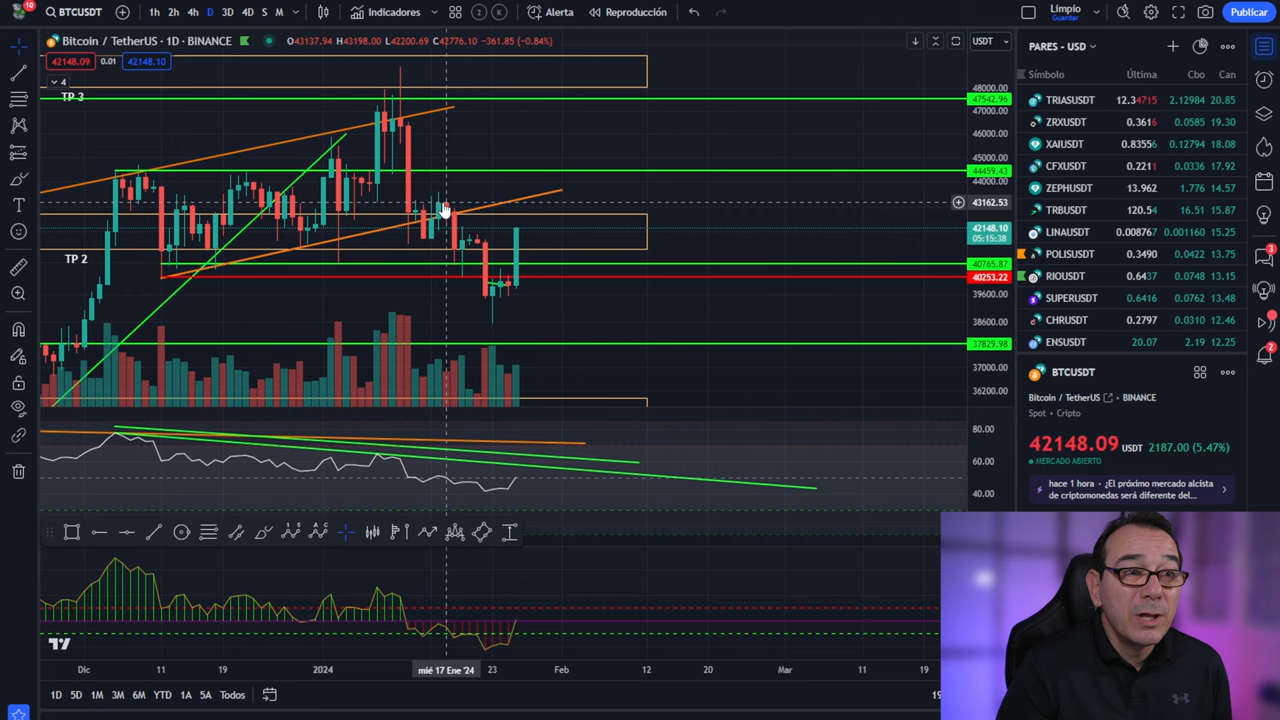 10
BTCUSDT
1h 2h 4h D 3D 4D S M
Indicadores
2 K
Alerta
Reproducción
Limpio
Guardar
Publicar
Bitcoin / TetherUS · 1D · BINANCE
O43137.94 H43198.00 L42200.69 C42776.10 -361.85 (-0.84%)
USDT
42148.09 0.01 42148.10
4
TP 3
TP 2
48000.00
47542.96
47000.00
46000.00
45000.00
44459.43
44000.00
43162.53
42148.10
05:15:38
40765.87
40253.22
39600.00
38600.00
37829.98
37000.00
36200.00
80.00
60.00
40.00
Dic 11 19 2024 mié 17 Ene '24 23 Feb 12 20 Mar 11 19
1D 5D 1M 3M 6M YTD 1A 5A Todos
19
PARES - USD
Símbolo Última Cbo Can
TRIASUSDT 12.34715 2.12984 20.85
ZRXUSDT 0.3616 0.0585 19.30
XAIUSDT 0.8355 0.12794 18.08
CFXUSDT 0.2211 0.0336 17.92
ZEPHUSDT 13.962 1.776 14.57
TRBUSDT 120.54 16.51 15.87
LINAUSDT 0.008767 0.001160 15.25
POLISUSDT 0.3490 0.0422 13.75
RIOUSDT 0.6437 0.0748 13.15
SUPERUSDT 0.6416 0.0762 13.48
CHRUSDT 0.2797 0.0310 12.46
ENSUSDT 20.07 2.19 12.25
BTCUSDT
Bitcoin / TetherUS BINANCE
Spot • Cripto
42148.09 USDT 2187.00 (5.47%)
MERCADO ABIERTO
hace 1 hora • ¿El próximo mercado alcista
de criptomonedas será diferente del...
3
2